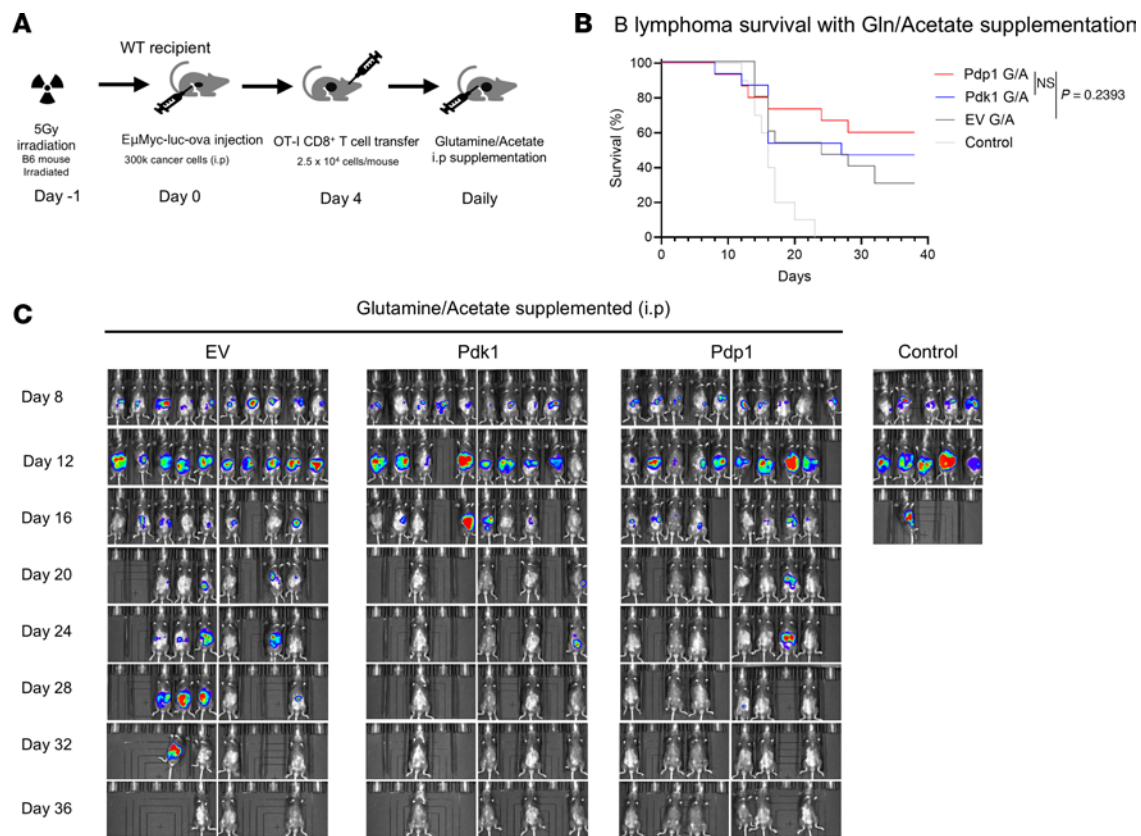 A
WT recipient
5Gy
irradiation
B6 mouse
Irradiated
Day -1
EµMyc-luc-ova injection
300k cancer cells (i.p)
Day 0
OT-I CD8⁺ T cell transfer
2.5 x 10⁴ cells/mouse
Day 4
Glutamine/Acetate
i.p supplementation
Daily
B
B lymphoma survival with Gln/Acetate supplementation
Survival (%)
100
80
60
40
20
0
0
10
20
30
40
Days
Pdp1 G/A
Pdk1 G/A
EV G/A
Control
NS
P = 0.2393
C
Glutamine/Acetate supplemented (i.p)
EV
Pdk1
Pdp1
Control
Day 8
Day 12
Day 16
Day 20
Day 24
Day 28
Day 32
Day 36